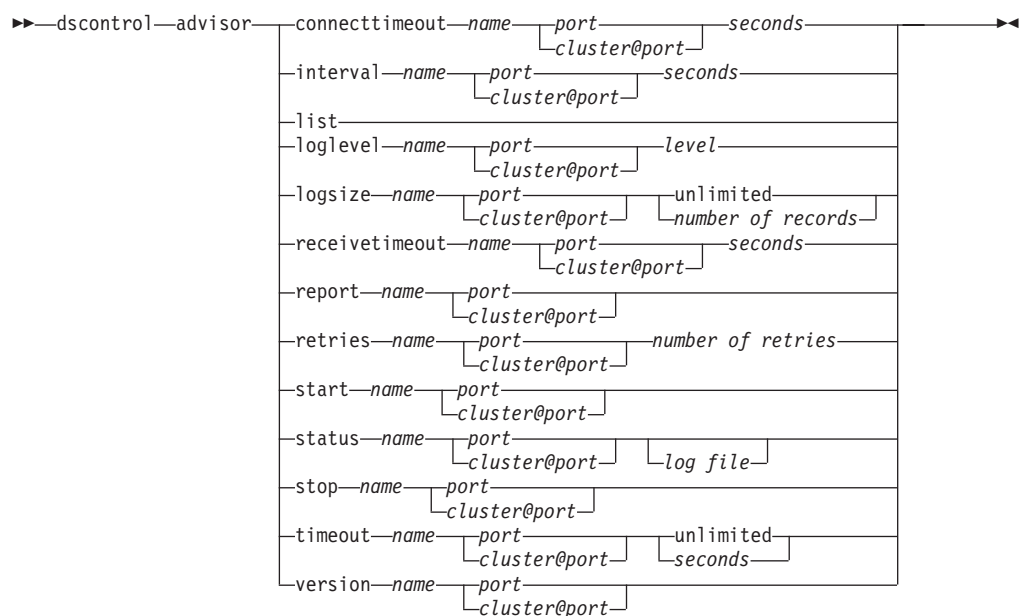 dscontrol advisor connecttimeout name port seconds
cluster@port
interval name port seconds
cluster@port
list
loglevel name port level
cluster@port
logsize name port unlimited
cluster@port number of records
receivetimeout name port seconds
cluster@port
report name port
cluster@port
retries name port number of retries
cluster@port
start name port
cluster@port
status name port
cluster@port log file
stop name port
cluster@port
timeout name port unlimited
cluster@port seconds
version name port
cluster@port